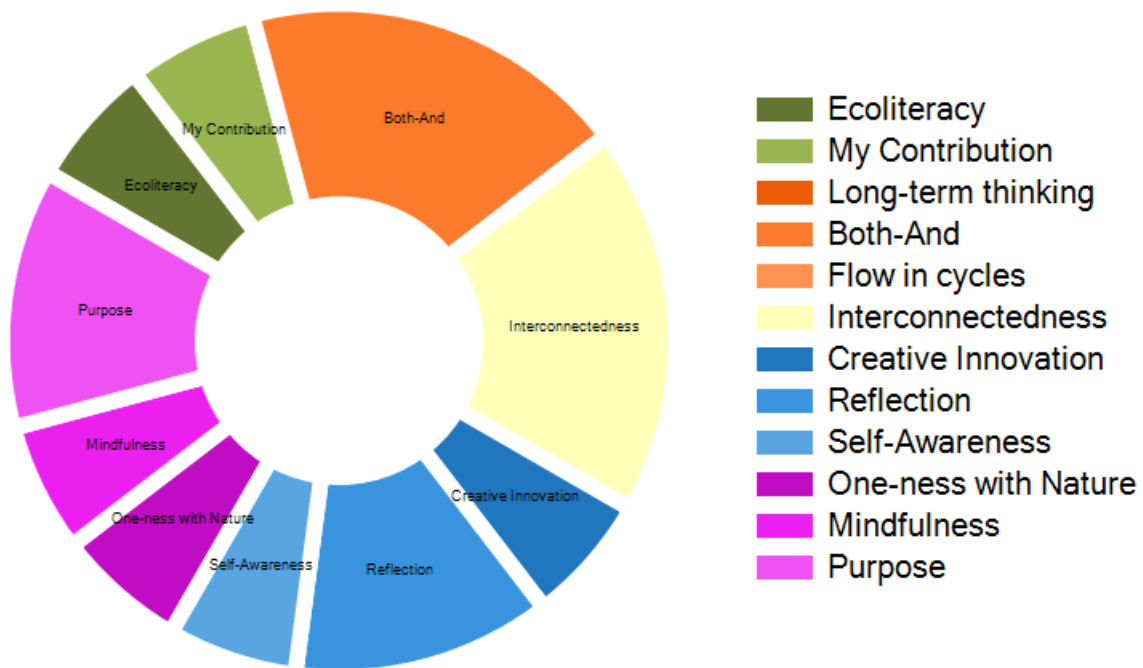 Both-And
My Contribution
Ecoliteracy
Purpose
Interconnectedness
Mindfulness
Creative Innovation
One-ness with Nature
Self-Awareness
Reflection
Ecoliteracy
My Contribution
Long-term thinking
Both-And
Flow in cycles
Interconnectedness
Creative Innovation
Reflection
Self-Awareness
One-ness with Nature
Mindfulness
Purpose